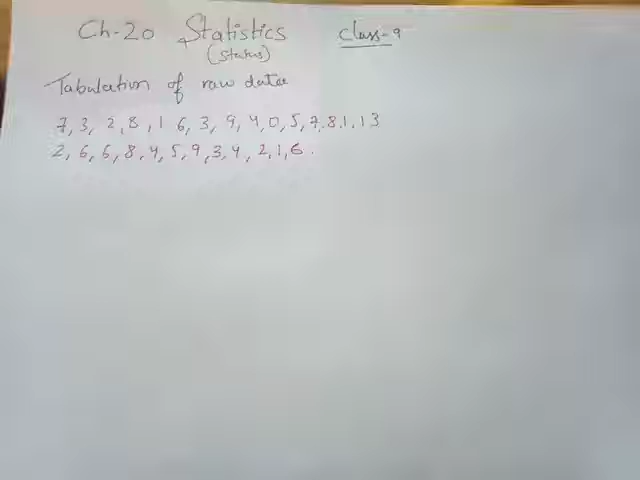 Ch-20 Statistics Class-9
(Status)
Tabulation of raw data
7, 3, 2, 8, 1 6, 3, 9, 4, 0, 5, 7, 8, 1, 13
2, 6, 6, 8, 4, 5, 9, 3, 4, 2, 1, 6.